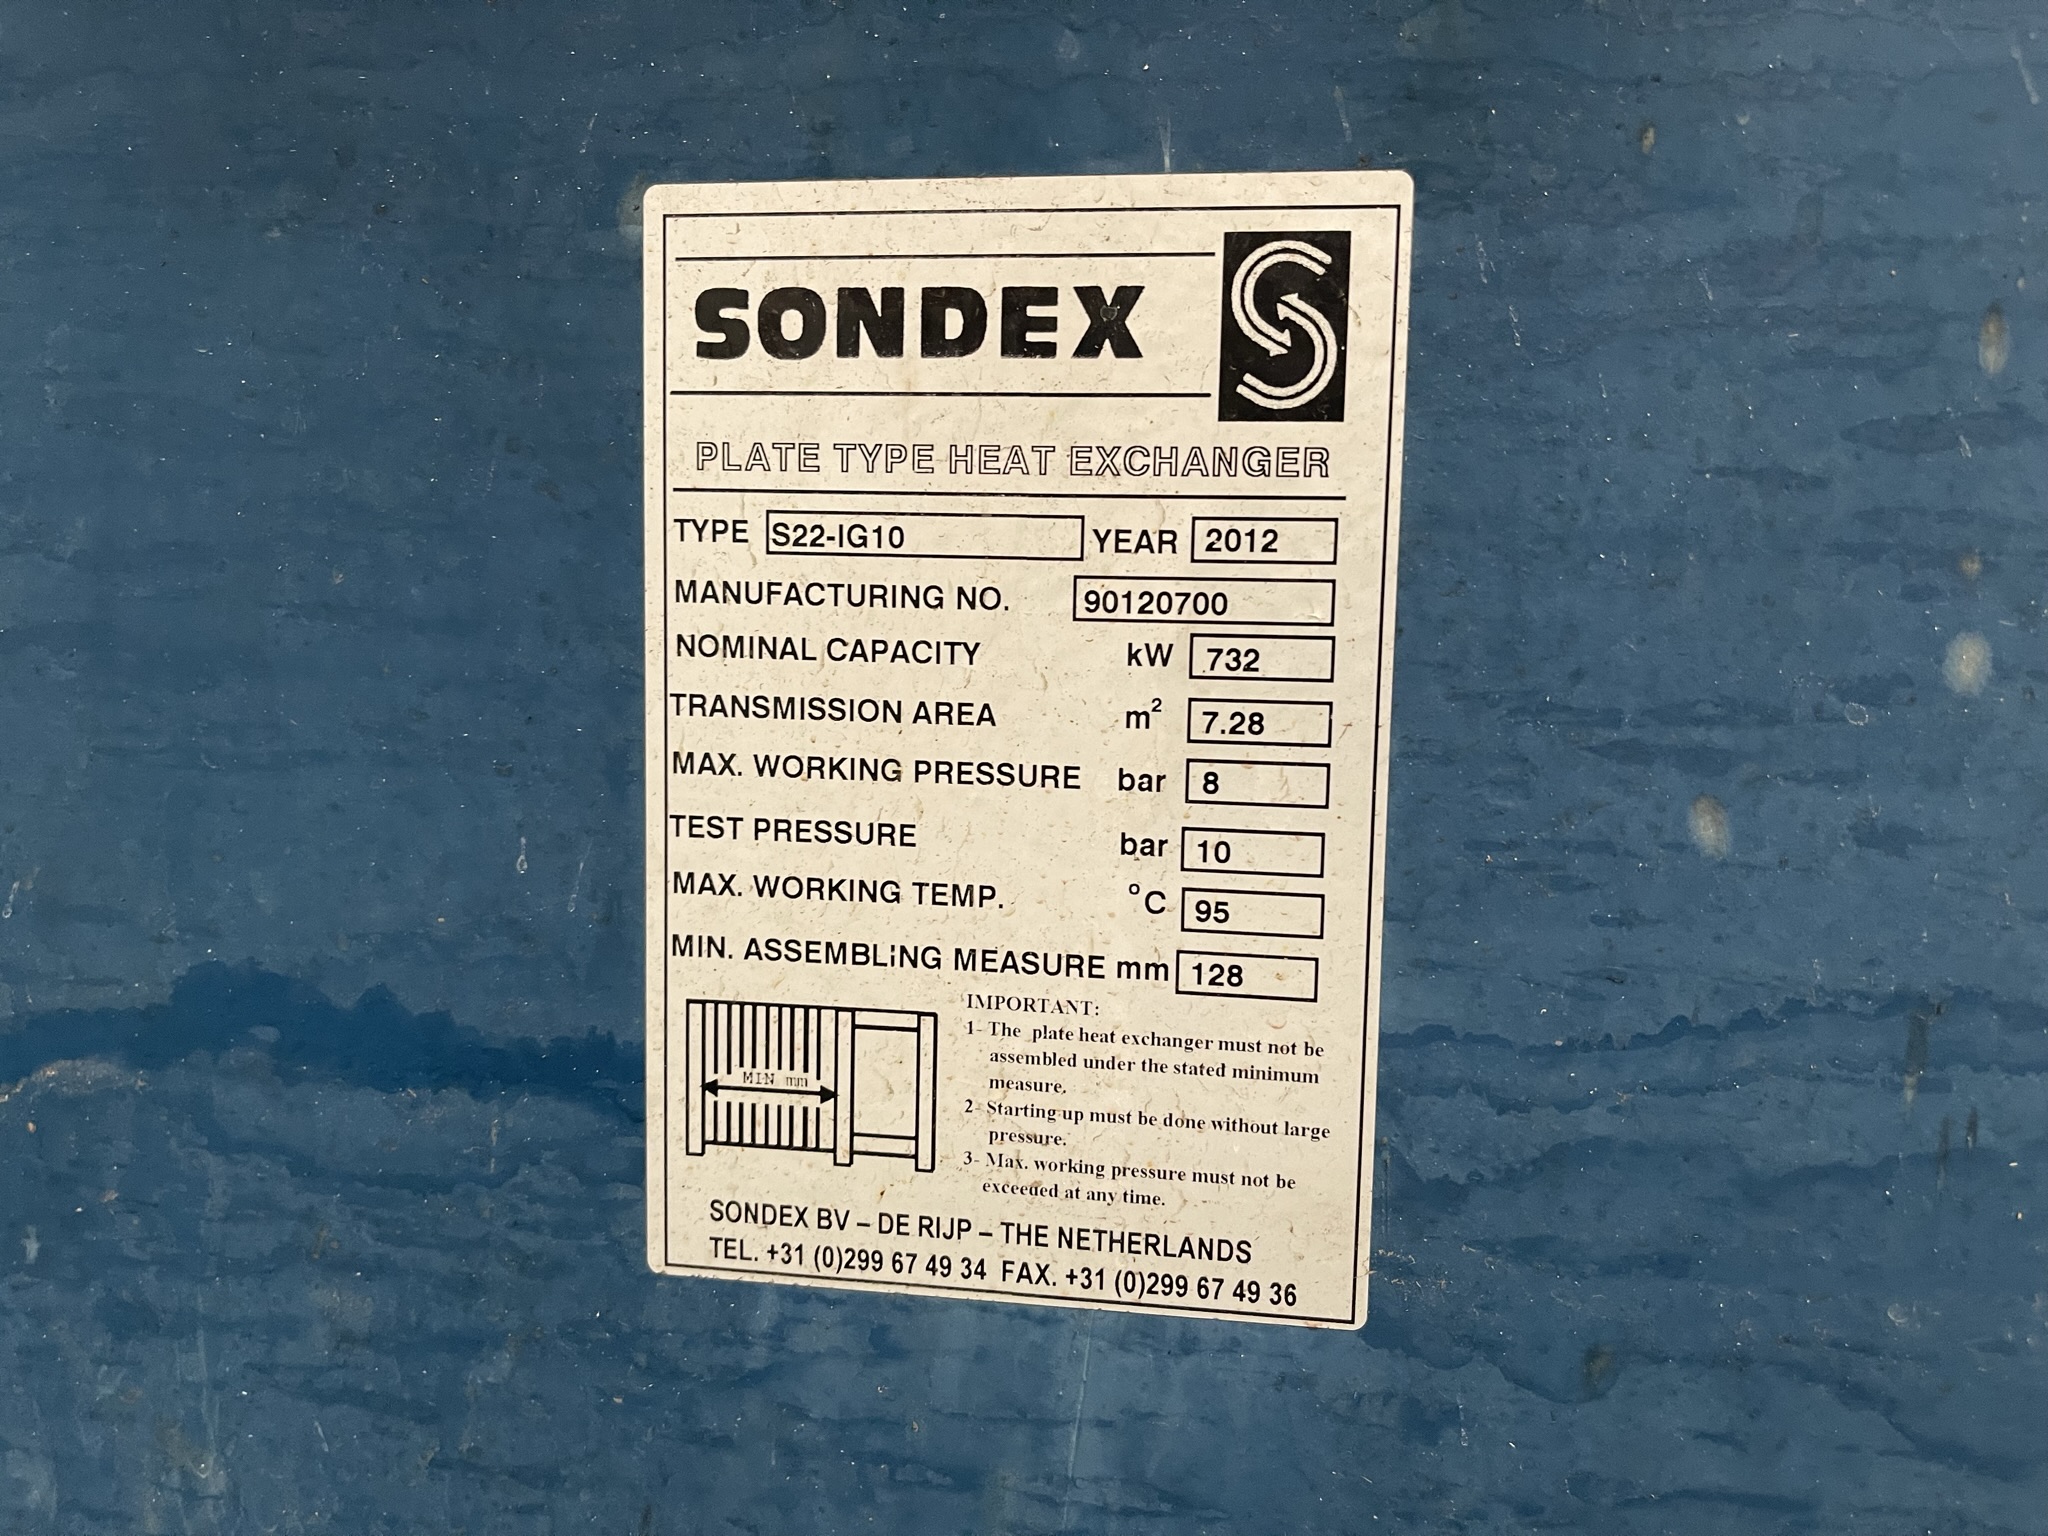 SONDEX
PLATE TYPE HEAT EXCHANGER
TYPE S22-IG10 YEAR 2012
MANUFACTURING NO. 90120700
NOMINAL CAPACITY kW 732
TRANSMISSION AREA m² 7.28
MAX. WORKING PRESSURE bar 8
TEST PRESSURE bar 10
MAX. WORKING TEMP. °C 95
MIN. ASSEMBLING MEASURE mm 128
MIN mm
IMPORTANT:
1- The plate heat exchanger must not be
assembled under the stated minimum
measure.
2- Starting up must be done without large
pressure.
3- Max. working pressure must not be
exceeded at any time.
SONDEX BV – DE RIJP – THE NETHERLANDS
TEL. +31 (0)299 67 49 34 FAX. +31 (0)299 67 49 36